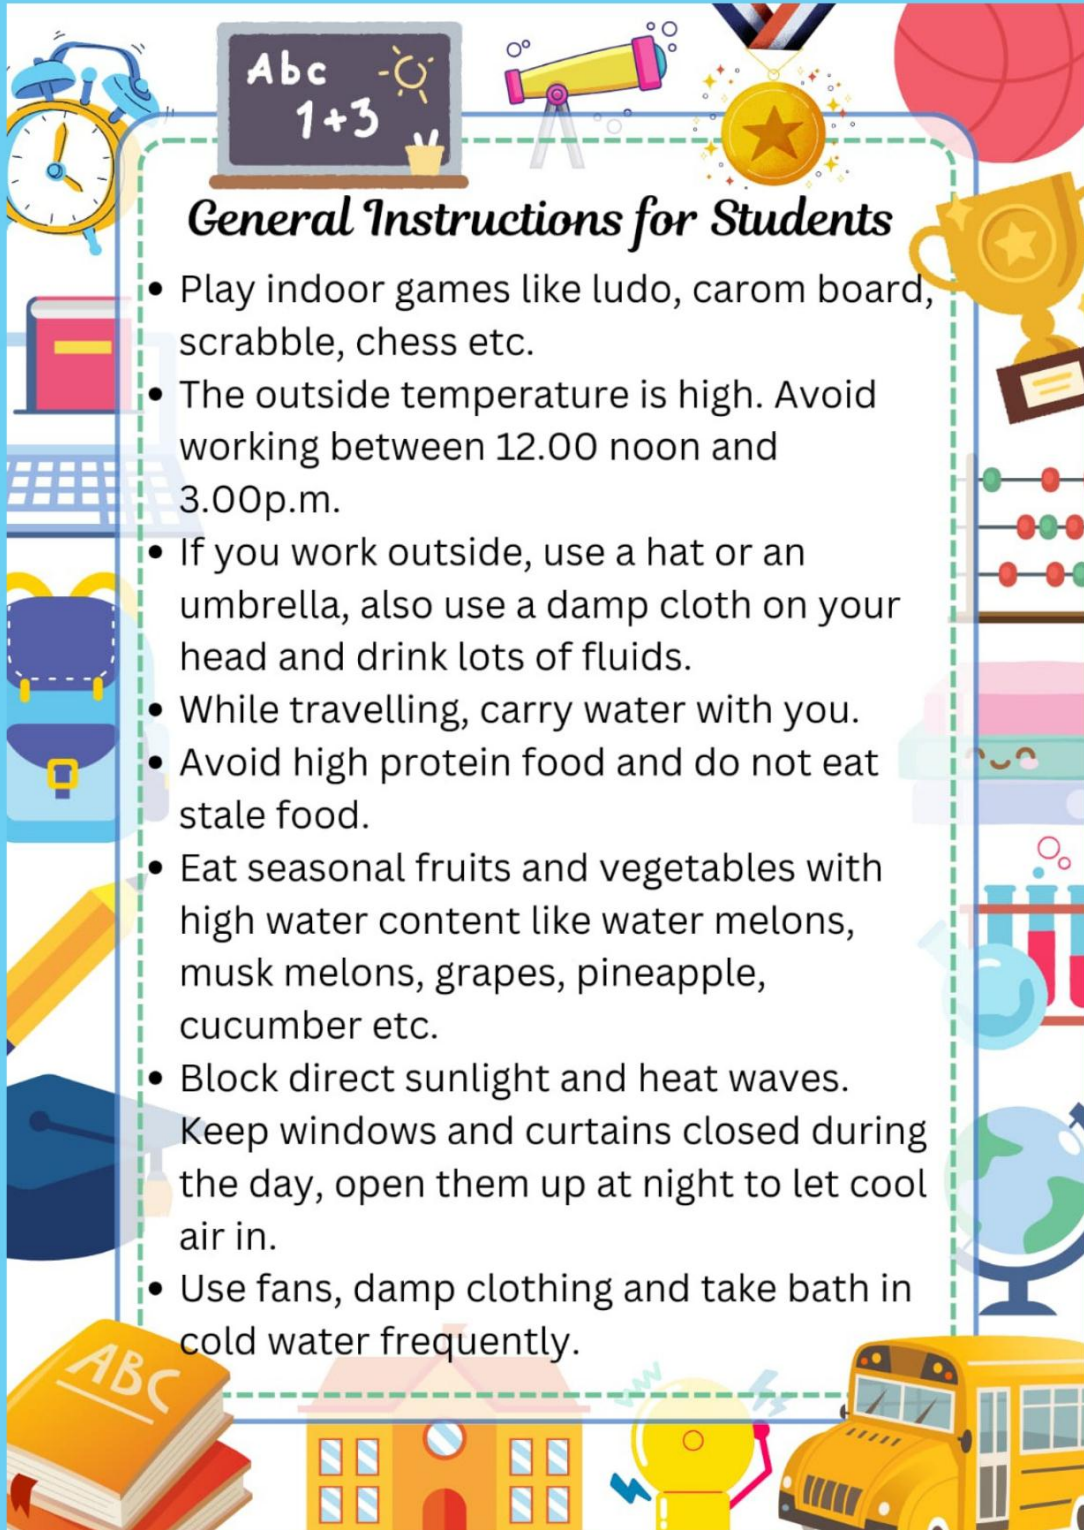 Abc
1+3
General Instructions for Students
• Play indoor games like ludo, carom board,
scrabble, chess etc.
• The outside temperature is high. Avoid
working between 12.00 noon and
3.00p.m.
• If you work outside, use a hat or an
umbrella, also use a damp cloth on your
head and drink lots of fluids.
• While travelling, carry water with you.
• Avoid high protein food and do not eat
stale food.
• Eat seasonal fruits and vegetables with
high water content like water melons,
musk melons, grapes, pineapple,
cucumber etc.
• Block direct sunlight and heat waves.
Keep windows and curtains closed during
the day, open them up at night to let cool
air in.
• Use fans, damp clothing and take bath in
cold water frequently.
ABC